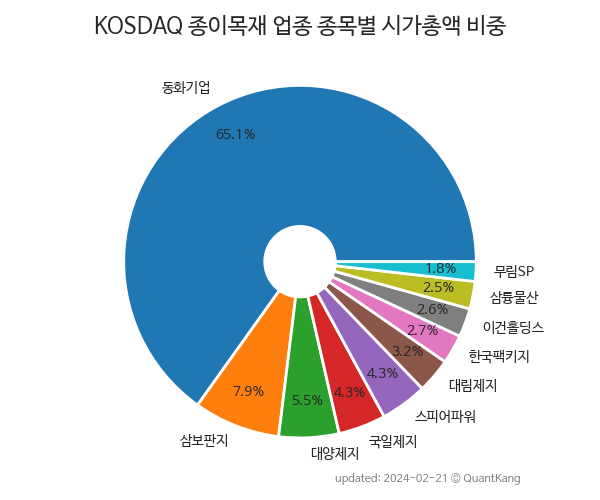 KOSDAQ 종이목재 업종 종목별 시가총액 비중
동화기업
65.1%
1.8%
무림SP
2.5%
삼륭물산
2.6%
이건홀딩스
2.7%
한국팩키지
3.2%
대림제지
4.3%
스피어파워
4.3%
국일제지
5.5%
대양제지
7.9%
삼보판지
updated: 2024-02-21 © QuantKang